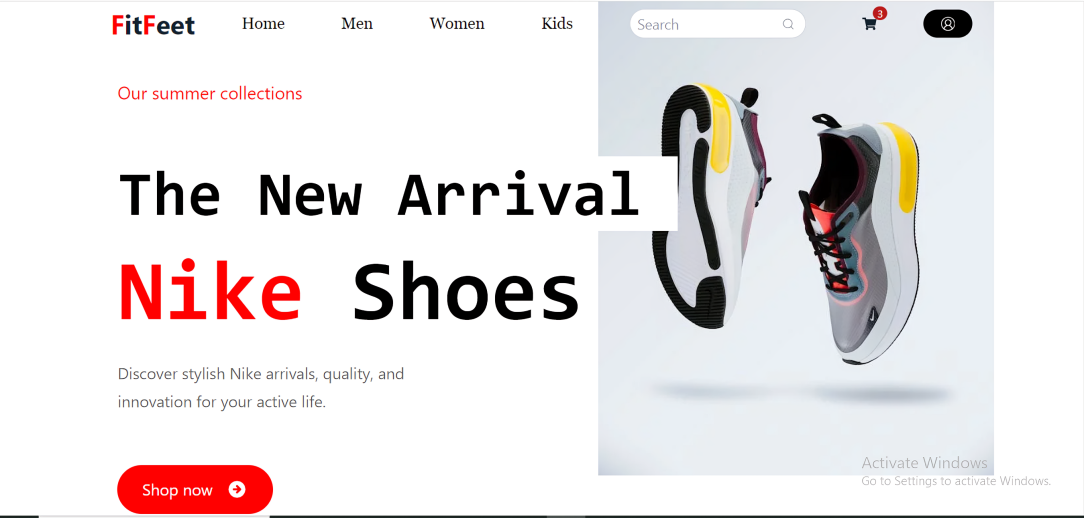 FitFeet Home Men Women Kids Search 3
Our summer collections
The New Arrival
Nike Shoes
Discover stylish Nike arrivals, quality, and
innovation for your active life.
Shop now
Activate Windows
Go to Settings to activate Windows.